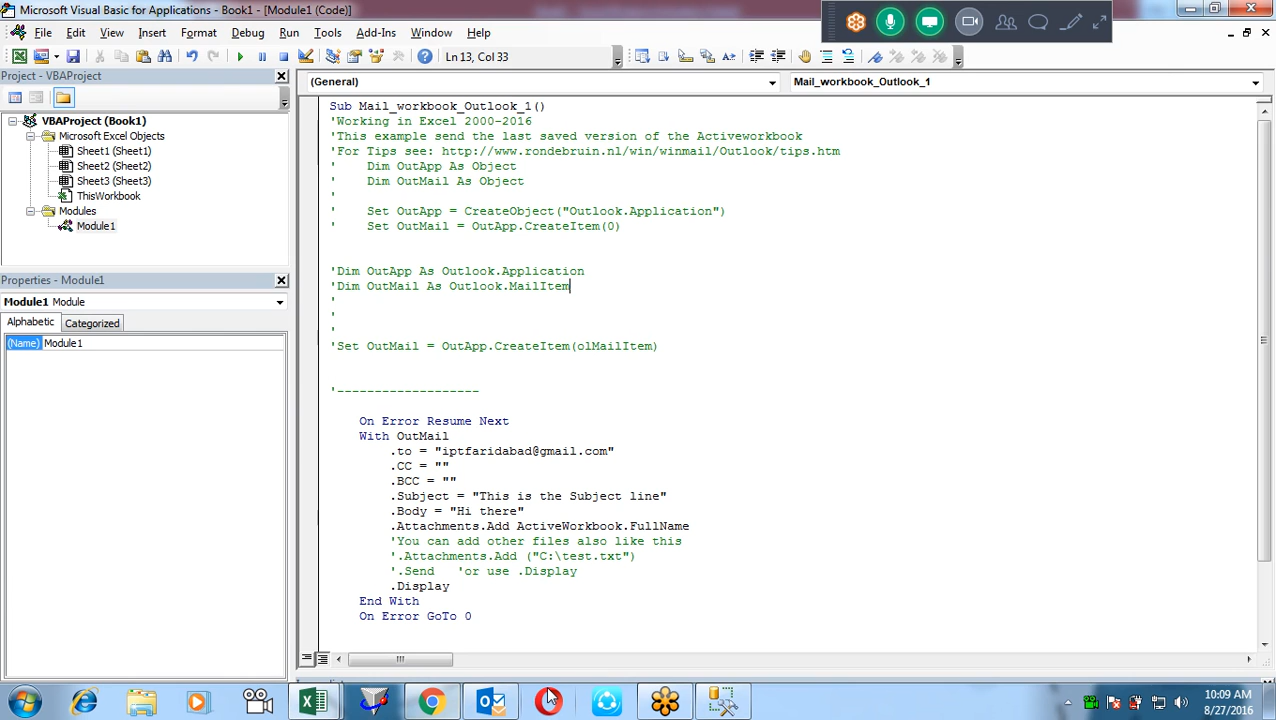 Microsoft Visual Basic for Applications - Book1 - [Module1 (Code)]
Edit View Insert Format Debug Run Tools Add-Ins Window Help
Ln 13, Col 33
Project - VBAProject
(General)
Mail_workbook_Outlook_1
VBAProject (Book1)
Microsoft Excel Objects
Sheet1 (Sheet1)
Sheet2 (Sheet2)
Sheet3 (Sheet3)
ThisWorkbook
Modules
Module1
Properties - Module1
Module1 Module
Alphabetic Categorized
(Name) Module1
Sub Mail_workbook_Outlook_1()
'Working in Excel 2000-2016
'This example send the last saved version of the Activeworkbook
'For Tips see: http://www.rondebruin.nl/win/winmail/Outlook/tips.htm
'    Dim OutApp As Object
'    Dim OutMail As Object
'
'    Set OutApp = CreateObject("Outlook.Application")
'    Set OutMail = OutApp.CreateItem(0)
'Dim OutApp As Outlook.Application
'Dim OutMail As Outlook.MailItem
'
'
'
'Set OutMail = OutApp.CreateItem(olMailItem)
'-------------------
On Error Resume Next
With OutMail
.to = "iptfaridabad@gmail.com"
.CC = ""
.BCC = ""
.Subject = "This is the Subject line"
.Body = "Hi there"
.Attachments.Add ActiveWorkbook.FullName
'You can add other files also like this
'.Attachments.Add ("C:\test.txt")
'.Send   'or use .Display
.Display
End With
On Error GoTo 0
10:09 AM
8/27/2016